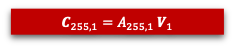 C₂₅₅,₁ = A₂₅₅,₁ V₁